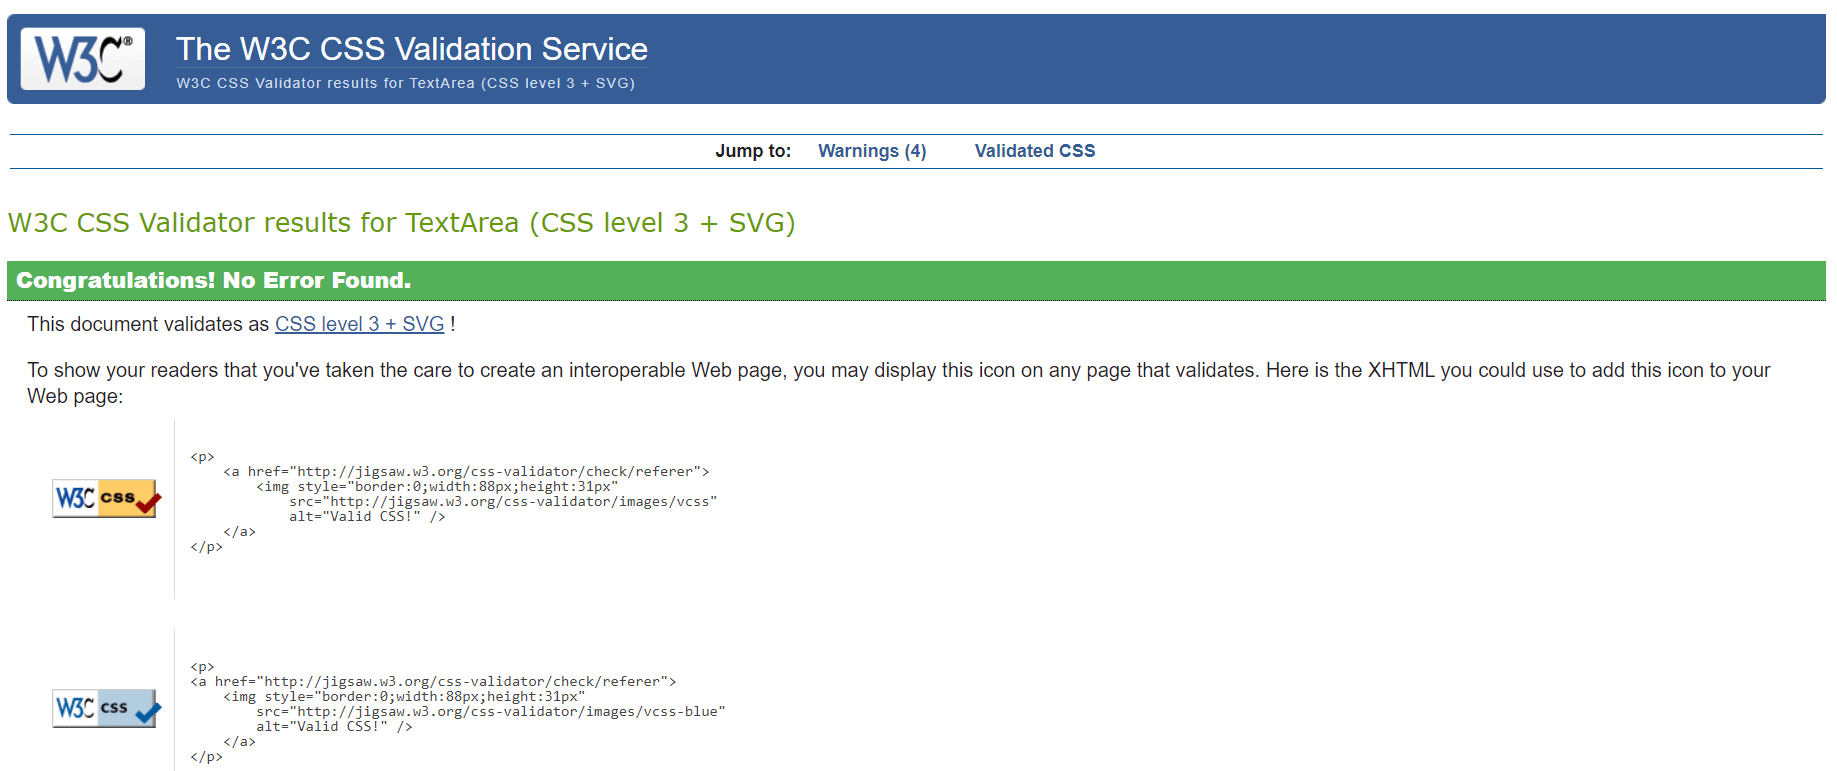 W3C®
The W3C CSS Validation Service
W3C CSS Validator results for TextArea (CSS level 3 + SVG)
Jump to: Warnings (4) Validated CSS
W3C CSS Validator results for TextArea (CSS level 3 + SVG)
Congratulations! No Error Found.
This document validates as CSS level 3 + SVG !
To show your readers that you've taken the care to create an interoperable Web page, you may display this icon on any page that validates. Here is the XHTML you could use to add this icon to your
Web page:
W3C css
<p>
    <a href="http://jigsaw.w3.org/css-validator/check/referer">
        <img style="border:0;width:88px;height:31px"
            src="http://jigsaw.w3.org/css-validator/images/vcss"
            alt="Valid CSS!" />
    </a>
</p>
W3C css
<p>
<a href="http://jigsaw.w3.org/css-validator/check/referer">
    <img style="border:0;width:88px;height:31px"
        src="http://jigsaw.w3.org/css-validator/images/vcss-blue"
        alt="Valid CSS!" />
    </a>
</p>